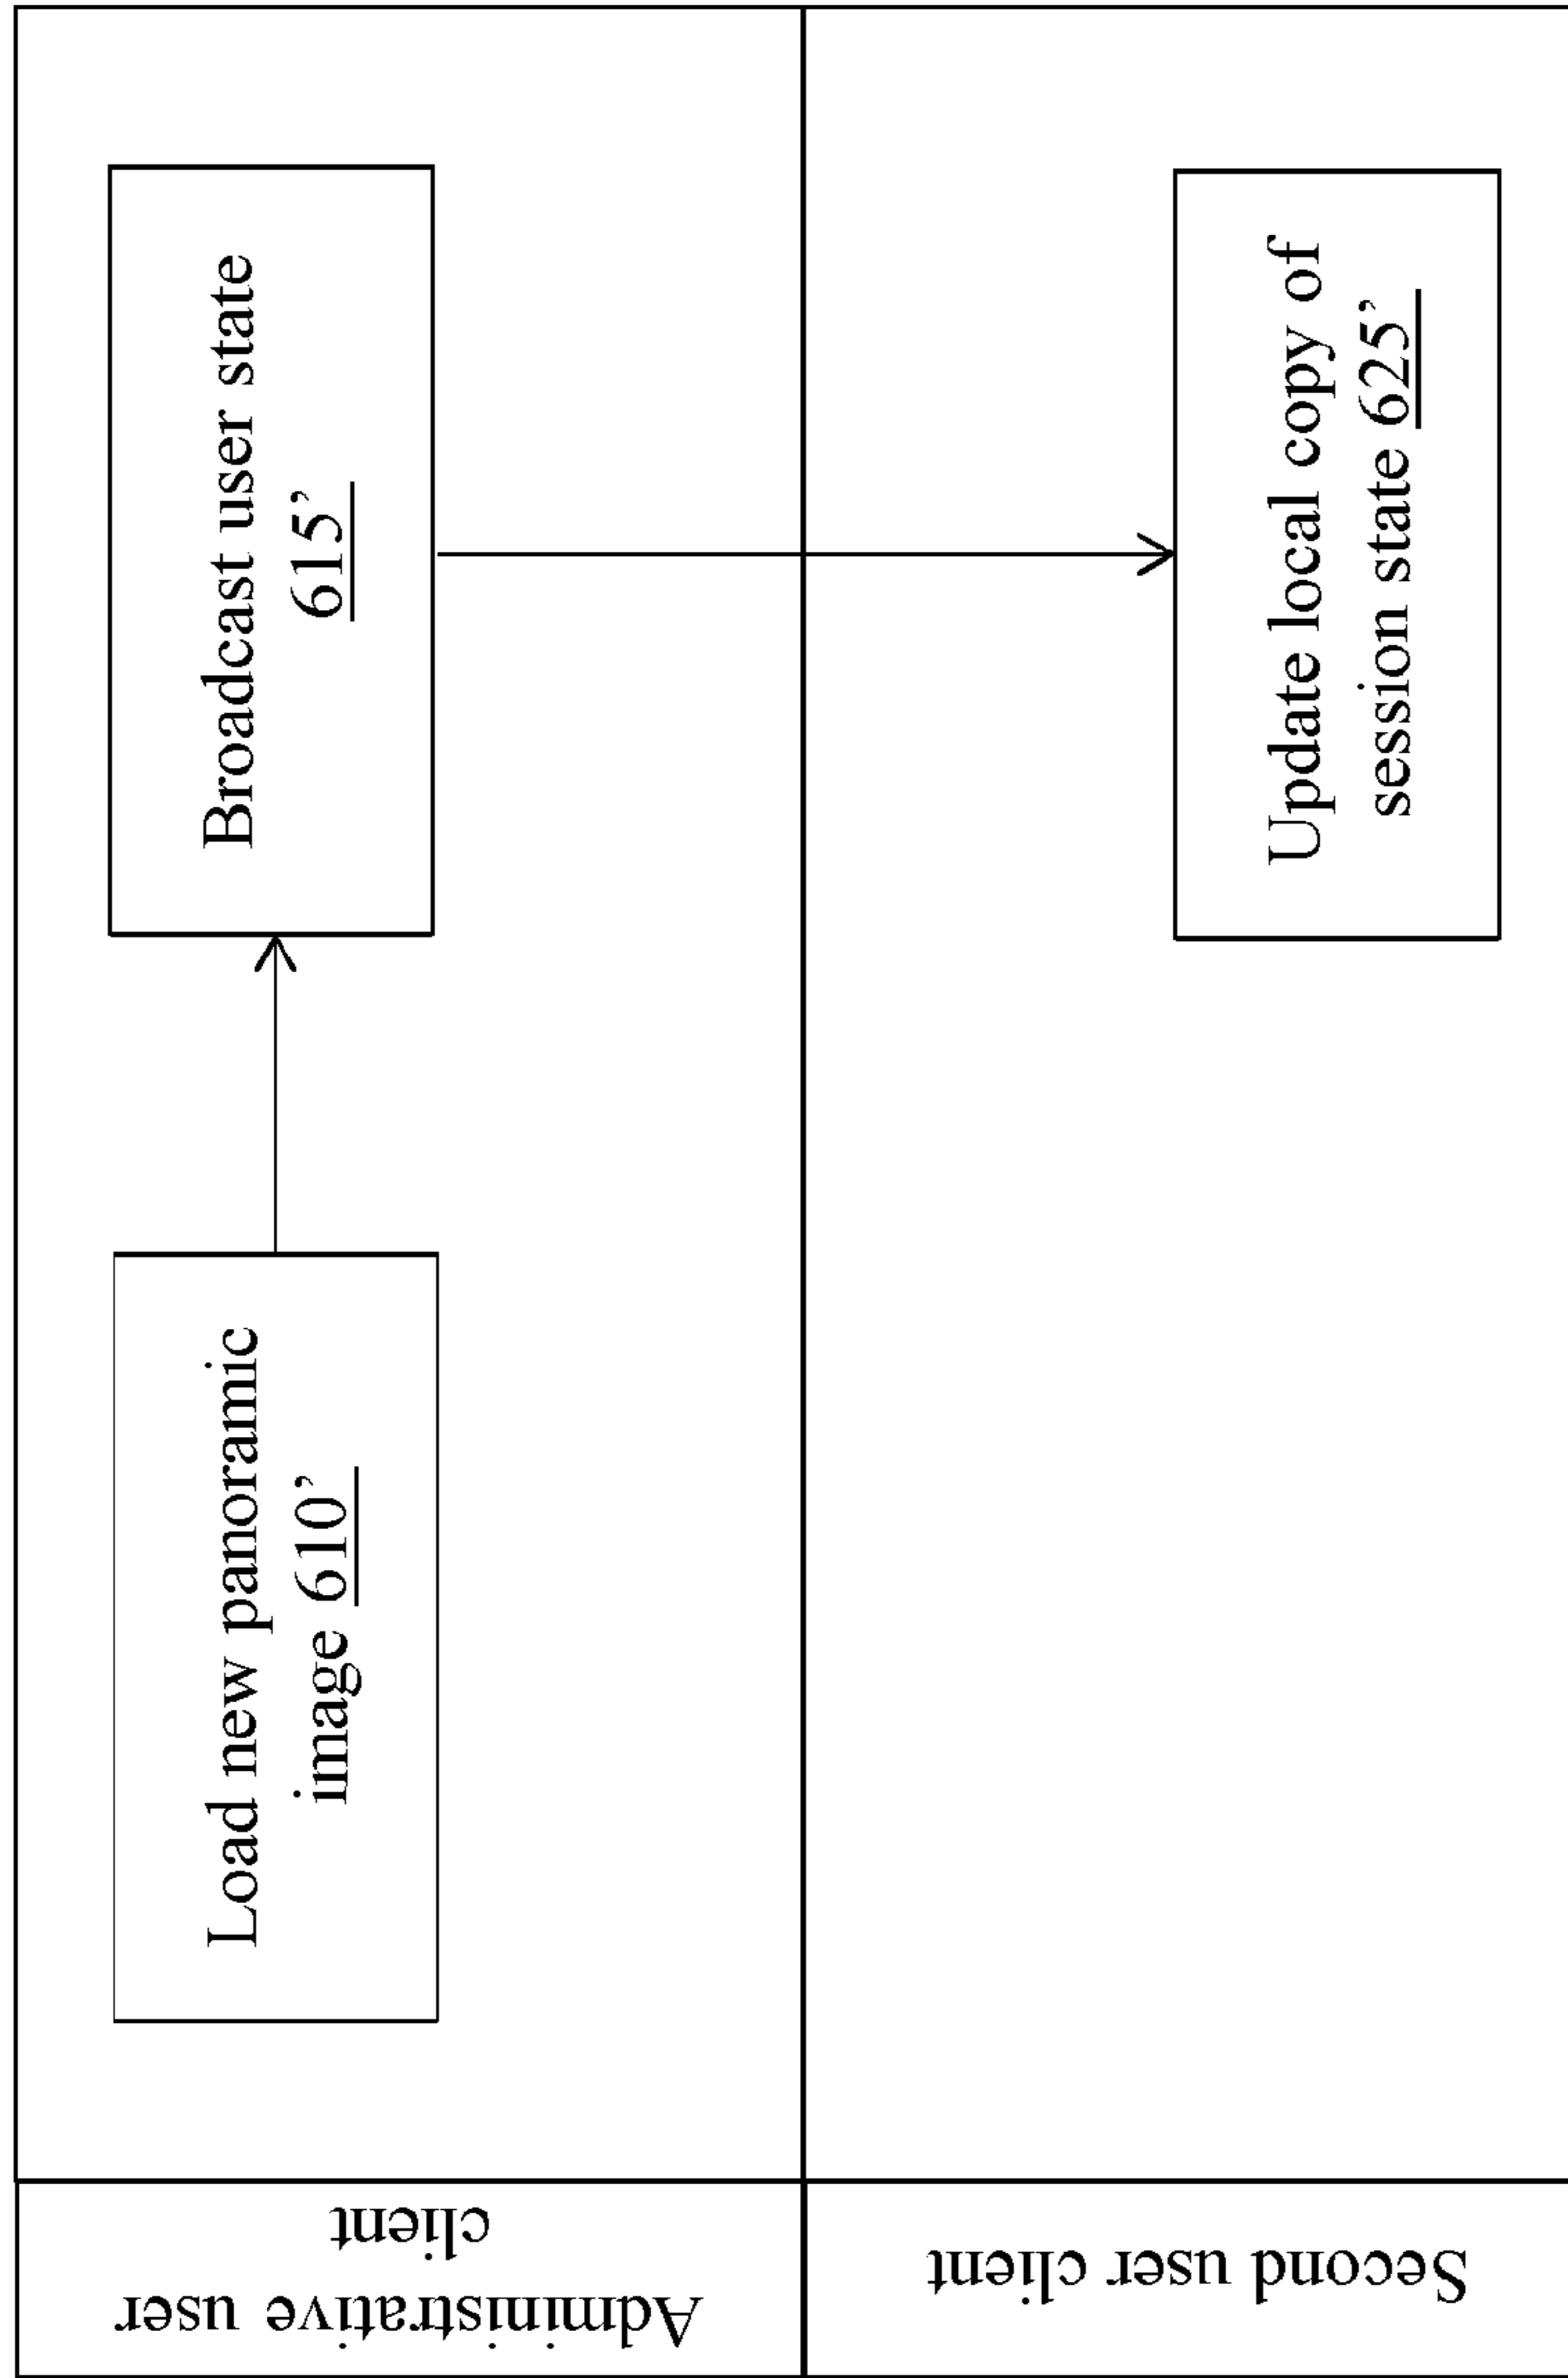 Administrative user
client
Load new panoramic
image 610’
Broadcast user state
615’
Second user client
Update local copy of
session state 625’